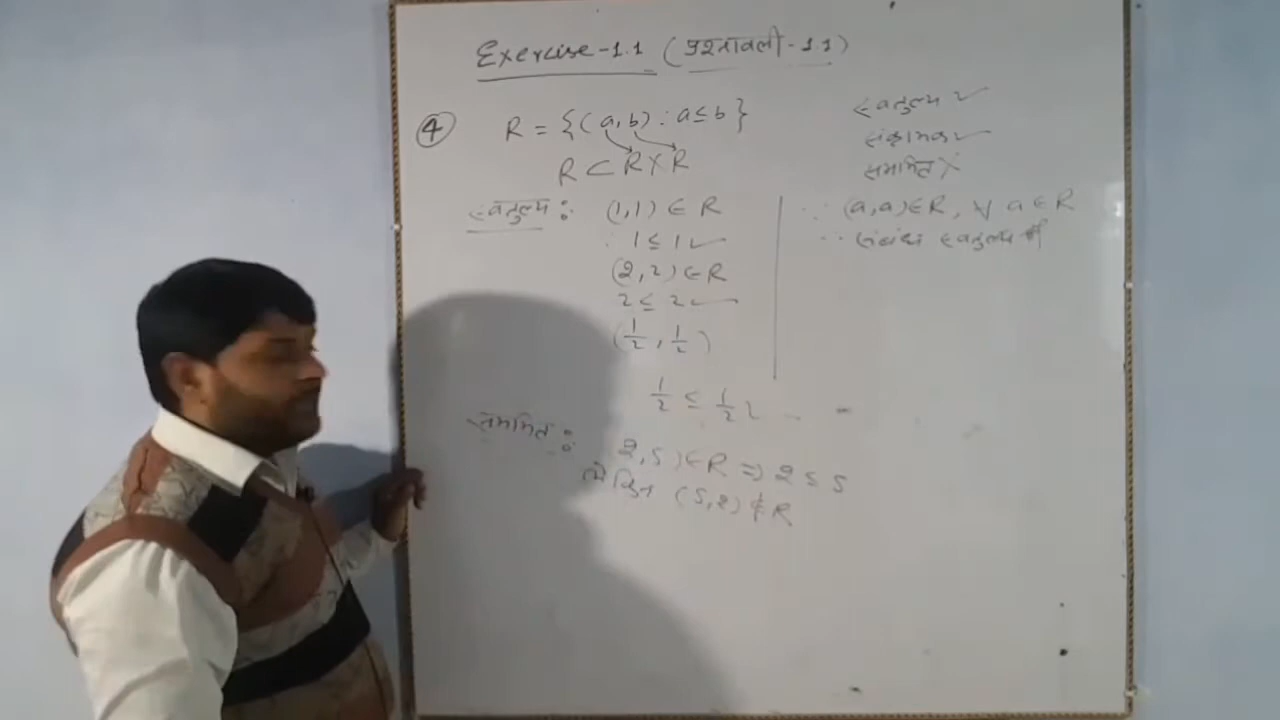 Exercise-1.1 (प्रश्नावली-1.1)
④ R = {(a,b) : a≤b}
R ⊂ R×R
स्वतुल्य ✓
संक्रामक ✓
सममित ×
स्वतुल्य : (1,1) ∈ R
∵ 1 ≤ 1 ✓
(2,2) ∈ R
2 ≤ 2 ✓
(1/2, 1/2)
1/2 ≤ 1/2
∵ (a,a) ∈ R, ∀ a ∈ R
∴ संबंध स्वतुल्य है
सममित : 2,5) ∈ R ⇒ 2 ≤ 5
लेकिन (5,2) ∉ R